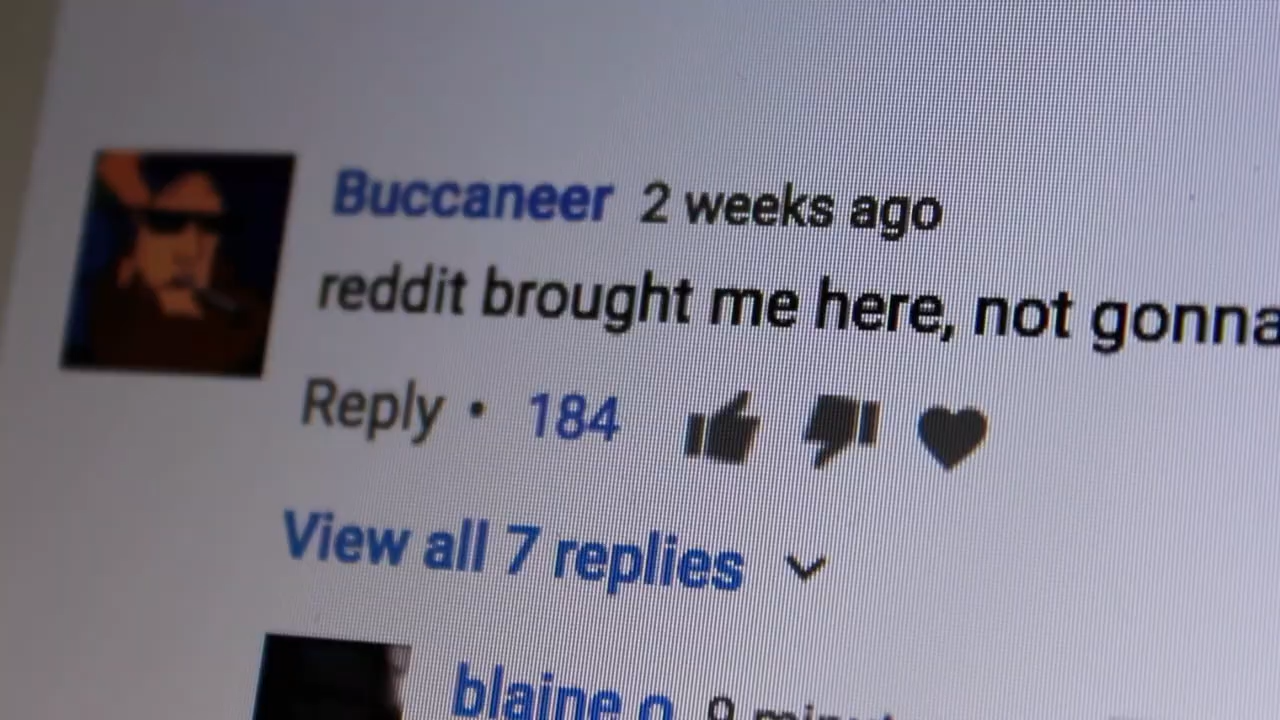 Buccaneer 2 weeks ago
reddit brought me here, not gonna
Reply • 184
View all 7 replies
blaine o